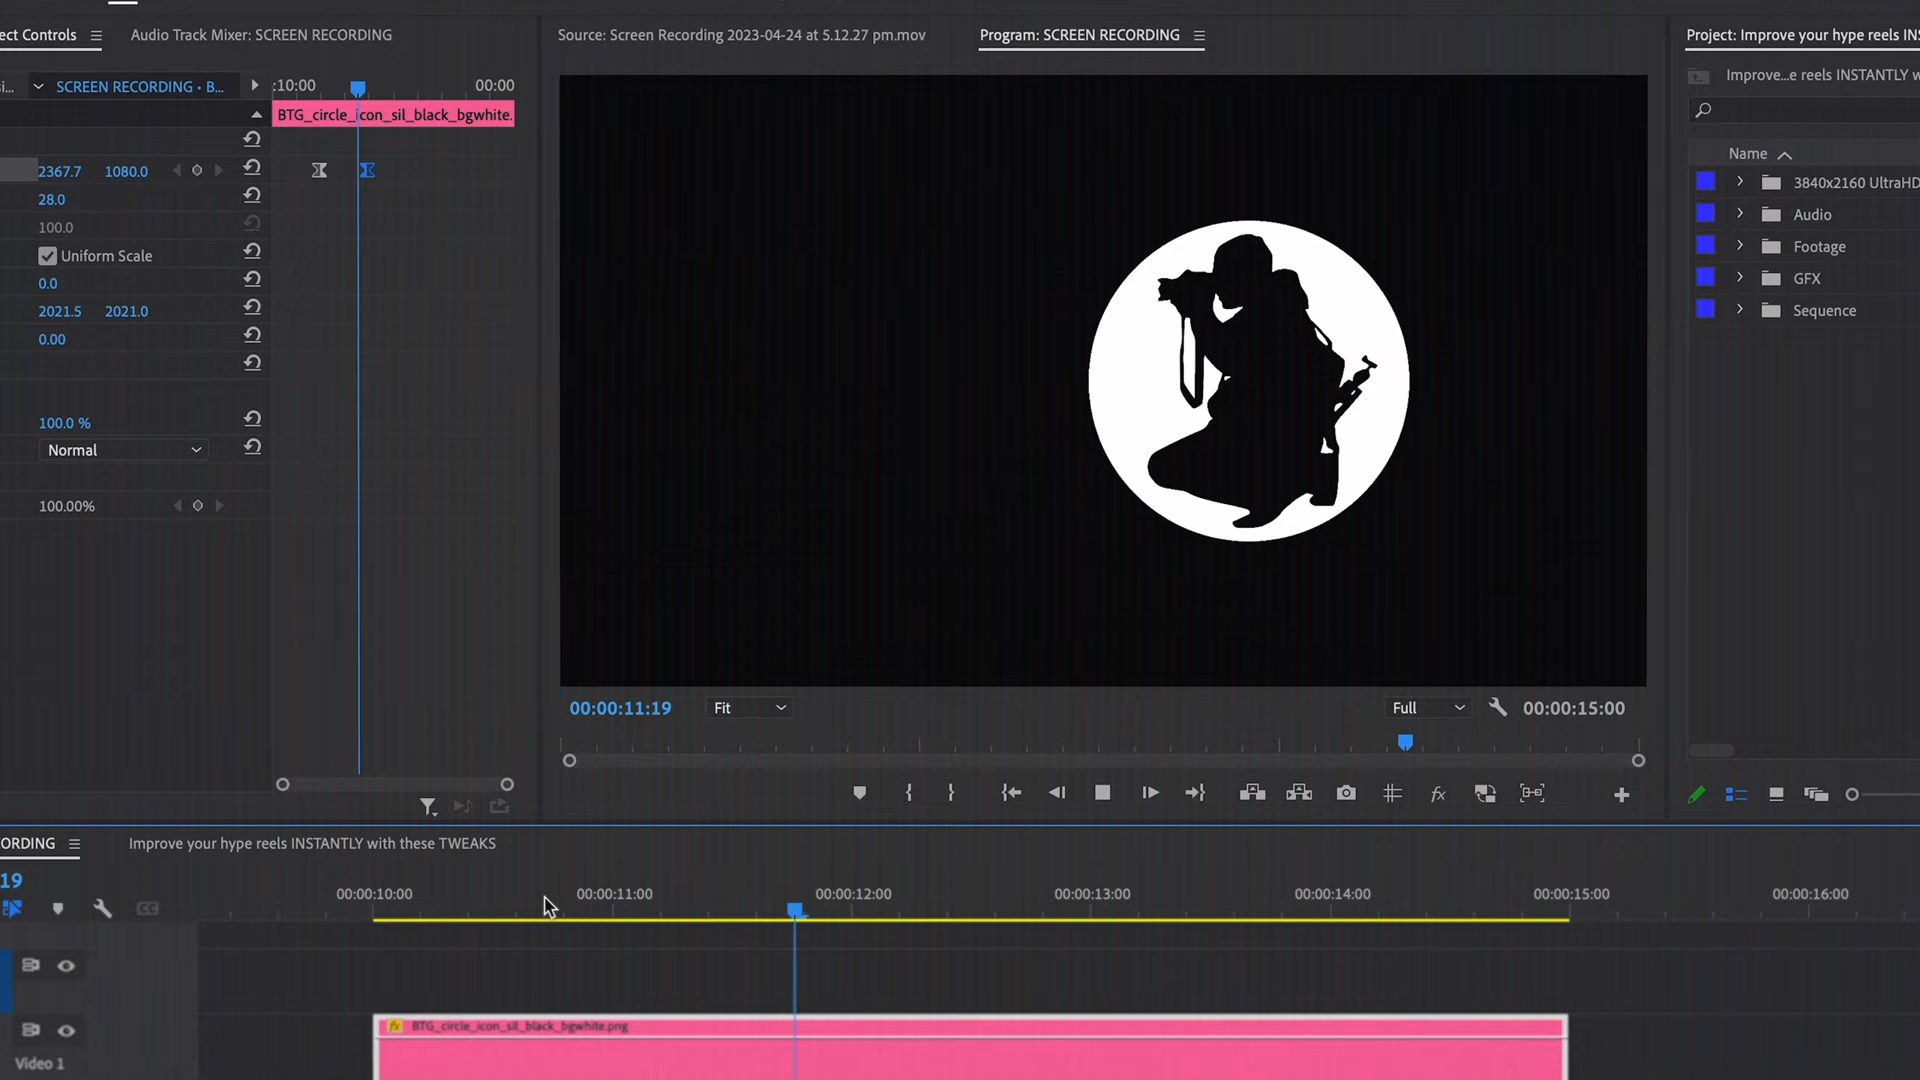 ect Controls
Audio Track Mixer: SCREEN RECORDING
Source: Screen Recording 2023-04-24 at 5.12.27 pm.mov
Program: SCREEN RECORDING
Project: Improve your hype reels INS
si...
SCREEN RECORDING • B...
:10:00
00:00
Improve...e reels INSTANTLY w
BTG_circle_icon_sil_black_bgwhite.
Name
2367.7 1080.0
3840x2160 UltraHD
28.0
Audio
100.0
Footage
Uniform Scale
GFX
0.0
Sequence
2021.5 2021.0
0.00
100.0 %
Normal
100.00%
00:00:11:19
Fit
Full
00:00:15:00
fx
ORDING
Improve your hype reels INSTANTLY with these TWEAKS
19
00:00:10:00
00:00:11:00
00:00:12:00
00:00:13:00
00:00:14:00
00:00:15:00
00:00:16:00
CC
fx BTG_circle_icon_sil_black_bgwhite.png
Video 1